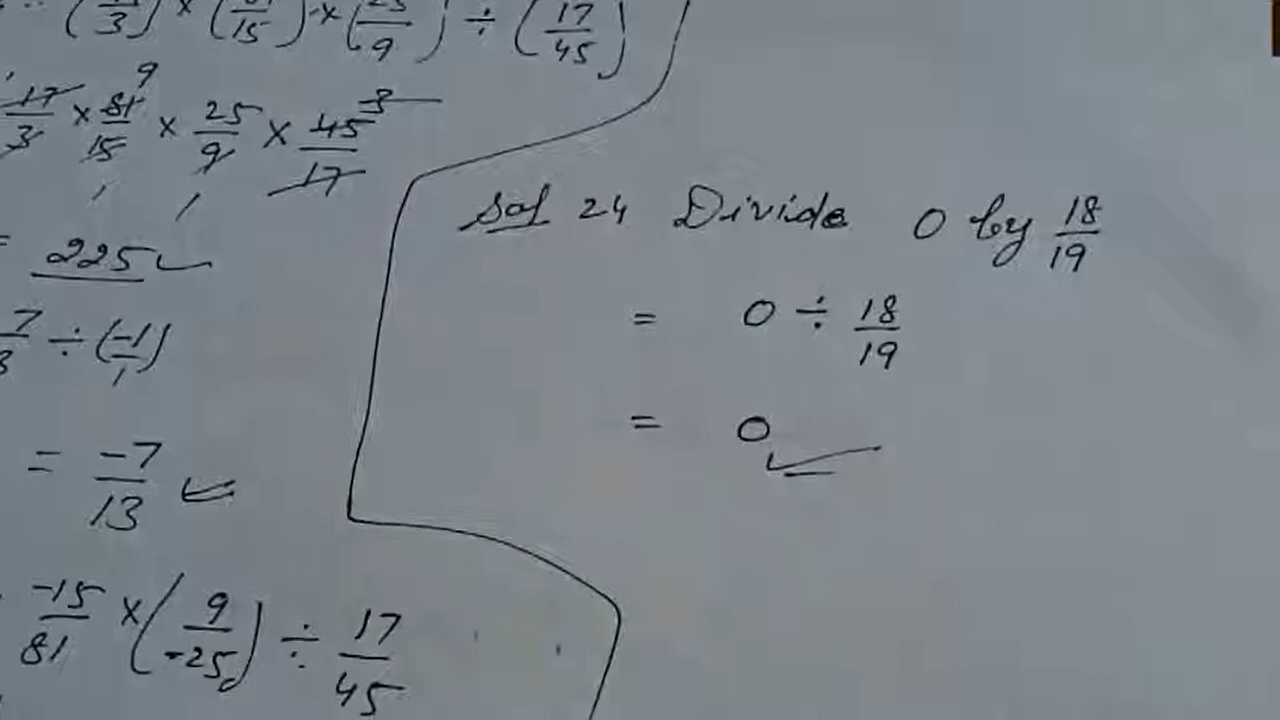 (17/3) × (81/15) × (25/9) ÷ (17/45)
17/3 × 81/15 × 25/9 × 45/17
9 3
= 225
7/13 ÷ (-1/1)
= -7/13
-15/81 × (9/-25) ÷ 17/45
Sol 24 Divide 0 by 18/19
= 0 ÷ 18/19
= 0